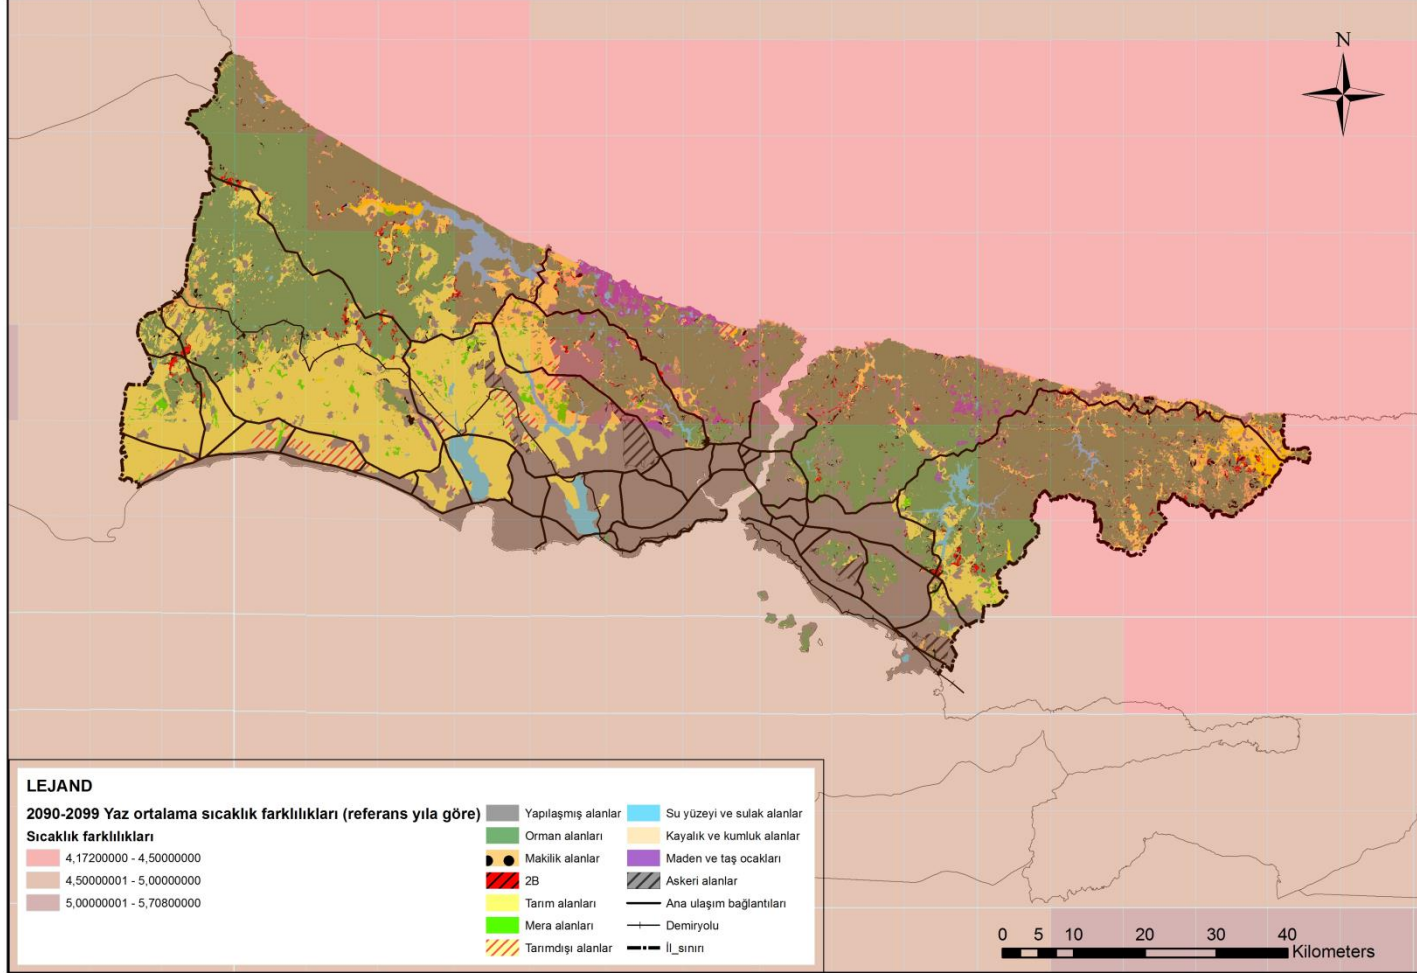 N
LEJAND
2090-2099 Yaz ortalama sıcaklık farklılıkları (referans yıla göre)
Sıcaklık farklılıkları
4,17200000 - 4,50000000
4,50000001 - 5,00000000
5,00000001 - 5,70800000
Yapılaşmış alanlar
Orman alanları
Makilik alanlar
2B
Tarım alanları
Mera alanları
Tarımdışı alanlar
Su yüzeyi ve sulak alanlar
Kayalık ve kumluk alanlar
Maden ve taş ocakları
Askeri alanlar
Ana ulaşım bağlantıları
Demiryolu
İl_sınırı
0 5 10 20 30 40
Kilometers